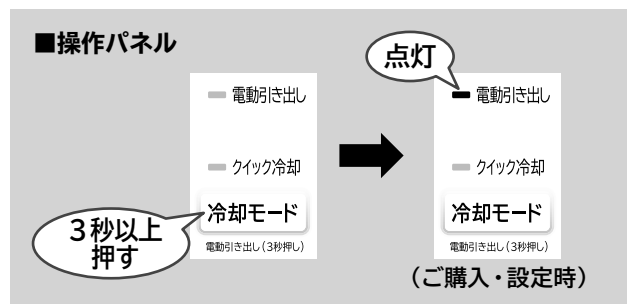 ■操作パネル
電動引き出し
クイック冷却
冷却モード
電動引き出し(3秒押し)
3秒以上
押す
点灯
電動引き出し
クイック冷却
冷却モード
電動引き出し(3秒押し)
(ご購入・設定時)